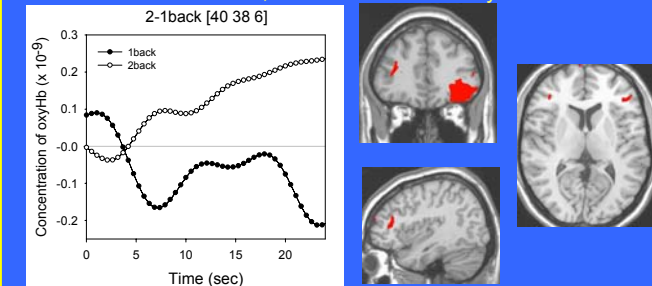 2-1back [40 38 6]
1back
2back
Concentration of oxyHb (x 10-9)
0.3
0.2
0.1
-0.0
-0.1
-0.2
0
5
10
15
20
Time (sec)